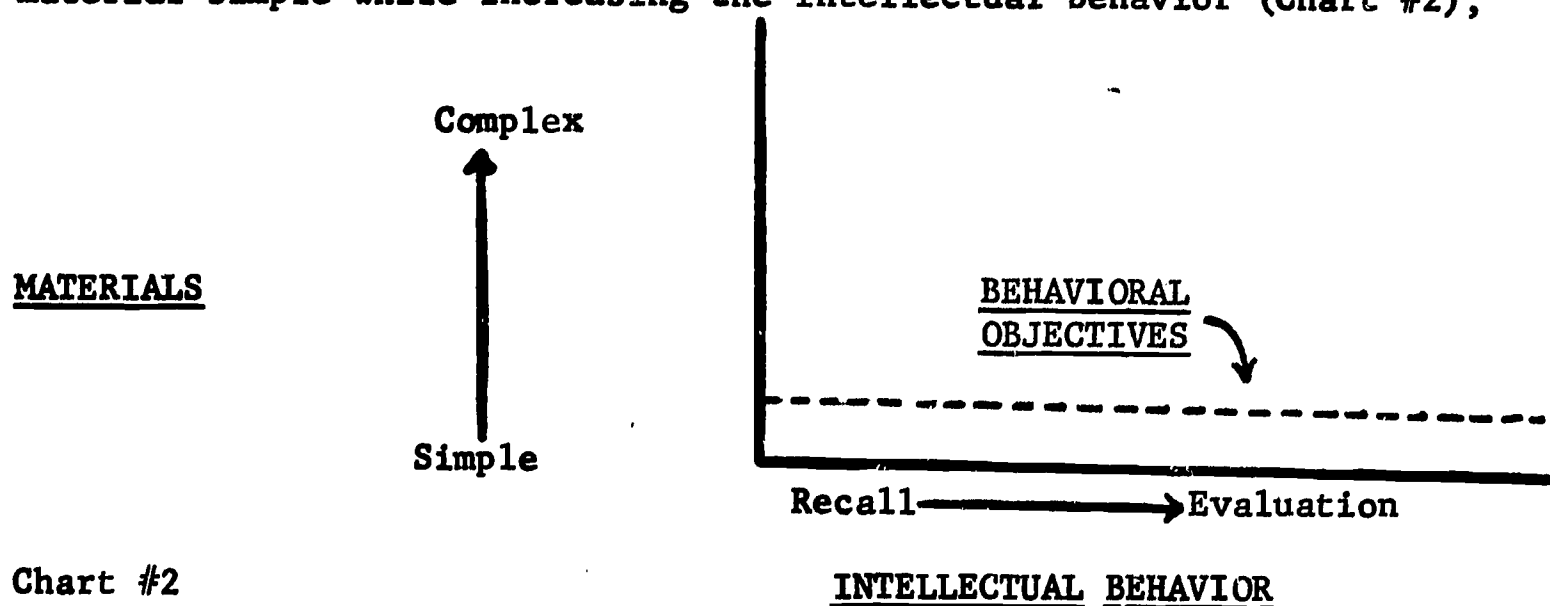 material simple while increasing the intellectual behavior (Chart #2),
Complex
MATERIALS
BEHAVIORAL
OBJECTIVES
Simple
Recall Evaluation
Chart #2
INTELLECTUAL BEHAVIOR